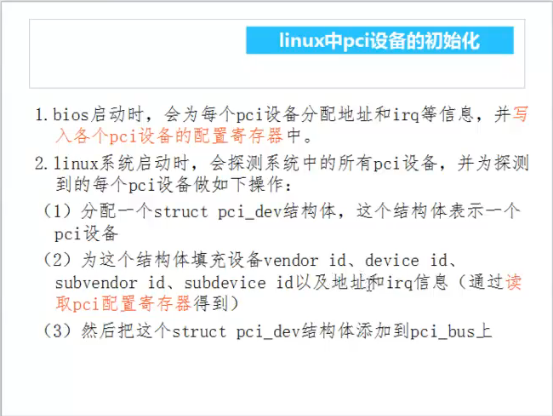 linux中pci设备的初始化
1.bios启动时，会为每个pci设备分配地址和irq等信息，并写
入各个pci设备的配置寄存器中。
2.linux系统启动时，会探测系统中的所有pci设备，并为探测
到的每个pci设备做如下操作：
（1）分配一个struct pci_dev结构体，这个结构体表示一个
pci设备
（2）为这个结构体填充设备vendor id、device id、
subvendor id、subdevice id以及地址和irq信息（通过读
取pci配置寄存器得到）
（3）然后把这个struct pci_dev结构体添加到pci_bus上